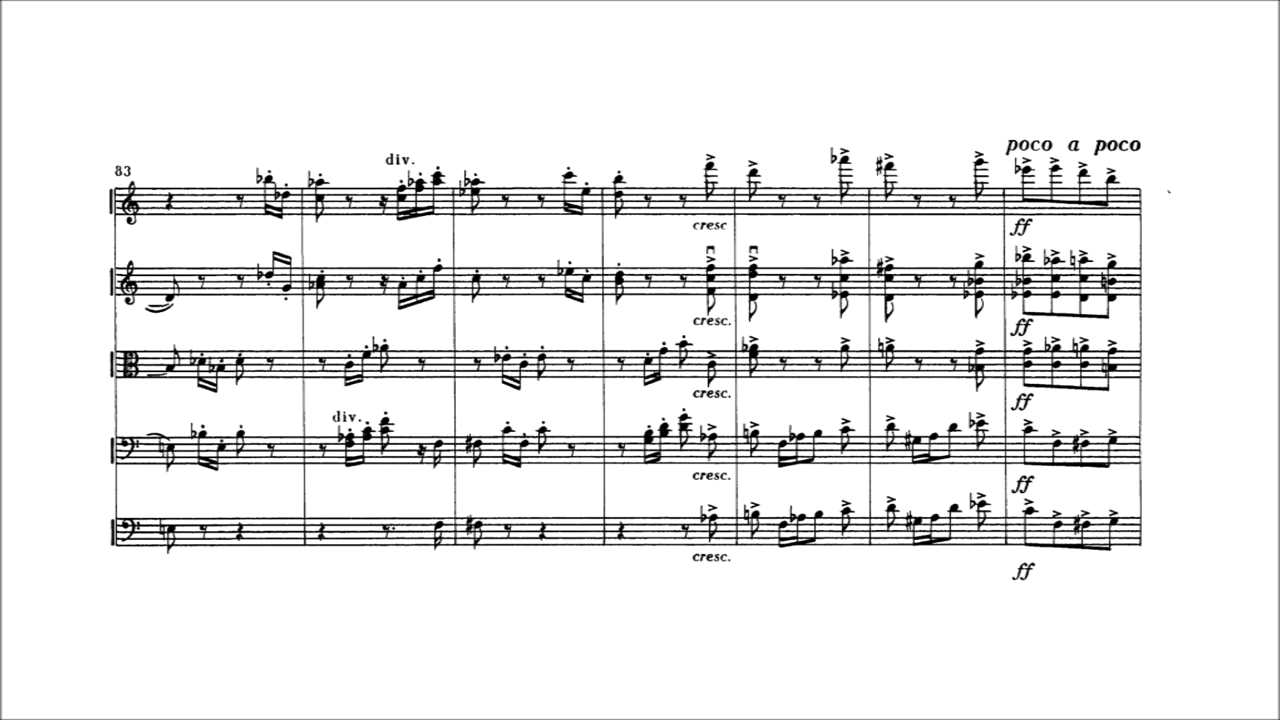 poco a poco
83
div.
cresc
ff
cresc.
ff
cresc.
ff
div.
cresc.
ff
cresc.
ff